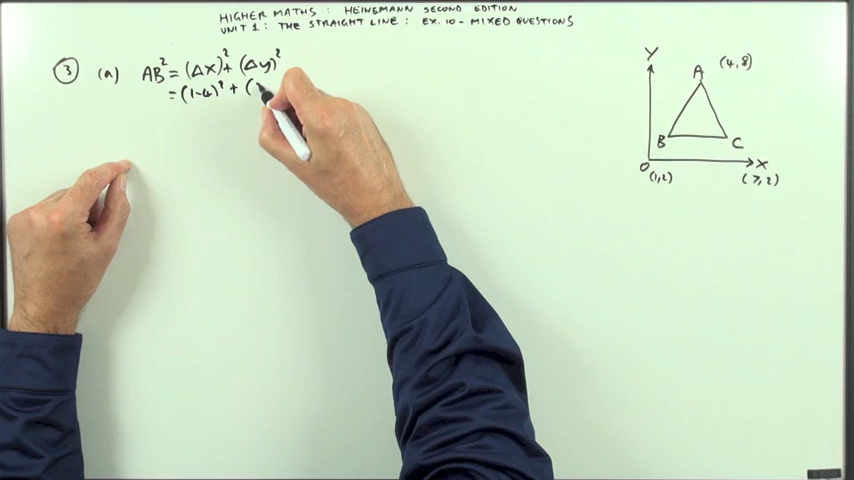 HIGHER MATHS : HEINEMANN SECOND EDITION
UNIT 1 : THE STRAIGHT LINE : EX. 10 - MIXED QUESTIONS
3 (a) AB² = (Δx)² + (Δy)²
= (1-4)² + (
Y
A (4,8)
B C
O X
(1,2) (7,2)